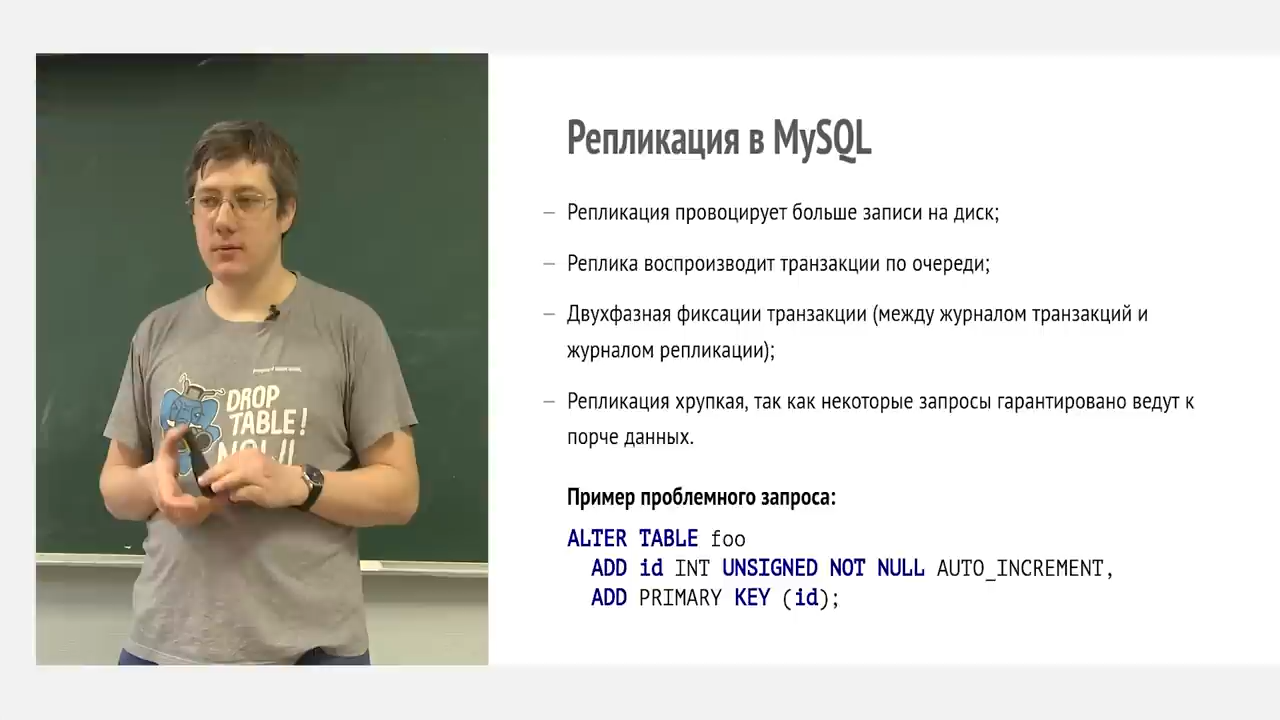 DROP
TABLE!
Репликация в MySQL
– Репликация провоцирует больше записи на диск;
– Реплика воспроизводит транзакции по очереди;
– Двухфазная фиксации транзакции (между журналом транзакций и
журналом репликации);
– Репликация хрупкая, так как некоторые запросы гарантировано ведут к
порче данных.
Пример проблемного запроса:
ALTER TABLE foo
ADD id INT UNSIGNED NOT NULL AUTO_INCREMENT,
ADD PRIMARY KEY (id);